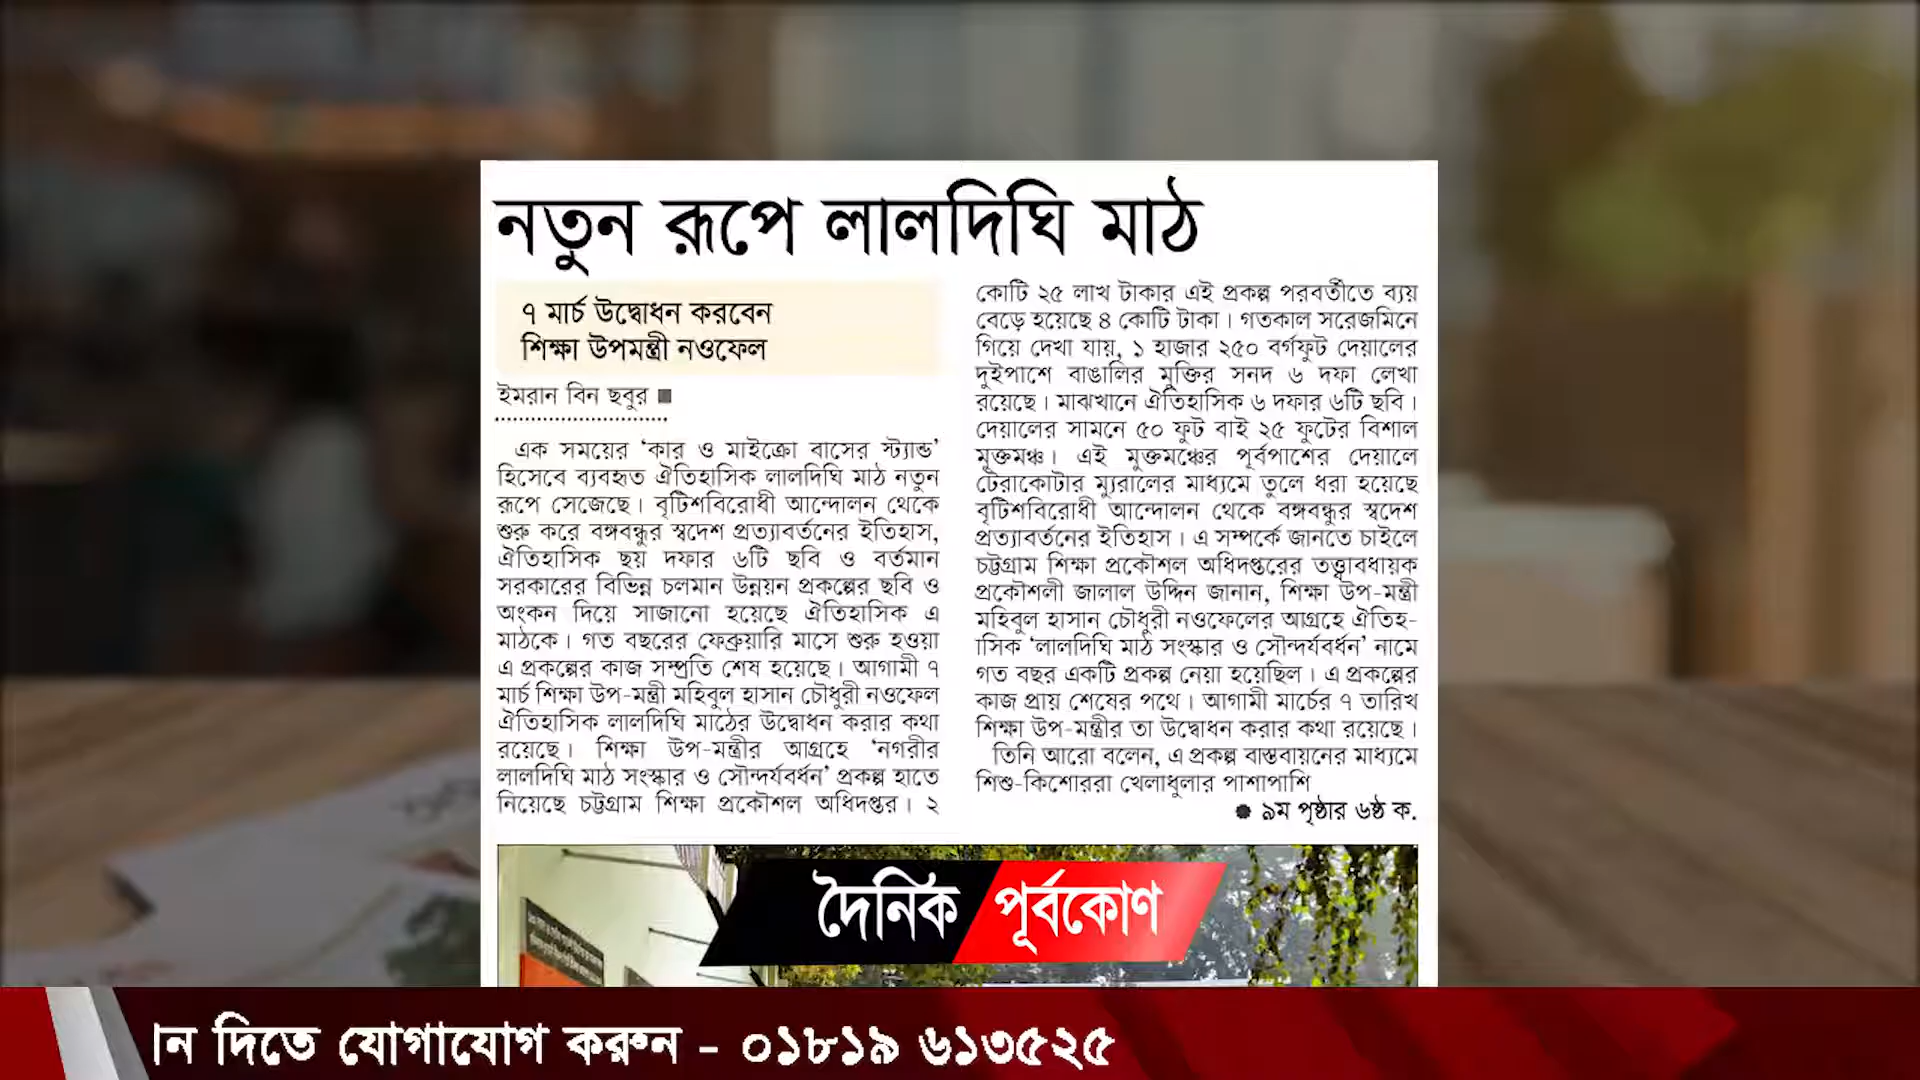 নতুন রূপে লালদিঘি মাঠ
৭ মার্চ উদ্বোধন করবেন
শিক্ষা উপমন্ত্রী নওফেল
ইমরান বিন ছবুর
এক সময়ের ‘কার ও মাইক্রো বাসের স্ট্যান্ড’
হিসেবে ব্যবহৃত ঐতিহাসিক লালদিঘি মাঠ নতুন
রূপে সেজেছে। বৃটিশবিরোধী আন্দোলন থেকে
শুরু করে বঙ্গবন্ধুর স্বদেশ প্রত্যাবর্তনের ইতিহাস,
ঐতিহাসিক ছয় দফার ৬টি ছবি ও বর্তমান
সরকারের বিভিন্ন চলমান উন্নয়ন প্রকল্পের ছবি ও
অংকন দিয়ে সাজানো হয়েছে ঐতিহাসিক এ
মাঠকে। গত বছরের ফেব্রুয়ারি মাসে শুরু হওয়া
এ প্রকল্পের কাজ সম্প্রতি শেষ হয়েছে। আগামী ৭
মার্চ শিক্ষা উপ-মন্ত্রী মহিবুল হাসান চৌধুরী নওফেল
ঐতিহাসিক লালদিঘি মাঠের উদ্বোধন করার কথা
রয়েছে। শিক্ষা উপ-মন্ত্রীর আগ্রহে ‘নগরীর
লালদিঘি মাঠ সংস্কার ও সৌন্দর্যবর্ধন’ প্রকল্প হাতে
নিয়েছে চট্টগ্রাম শিক্ষা প্রকৌশল অধিদপ্তর। ২
কোটি ২৫ লাখ টাকার এই প্রকল্প পরবর্তীতে ব্যয়
বেড়ে হয়েছে ৪ কোটি টাকা। গতকাল সরেজমিনে
গিয়ে দেখা যায়, ১ হাজার ২৫০ বর্গফুট দেয়ালের
দুইপাশে বাঙালির মুক্তির সনদ ৬ দফা লেখা
রয়েছে। মাঝখানে ঐতিহাসিক ৬ দফার ৬টি ছবি।
দেয়ালের সামনে ৫০ ফুট বাই ২৫ ফুটের বিশাল
মুক্তমঞ্চ। এই মুক্তমঞ্চের পূর্বপাশের দেয়ালে
টেরাকোটার ম্যুরালের মাধ্যমে তুলে ধরা হয়েছে
বৃটিশবিরোধী আন্দোলন থেকে বঙ্গবন্ধুর স্বদেশ
প্রত্যাবর্তনের ইতিহাস। এ সম্পর্কে জানতে চাইলে
চট্টগ্রাম শিক্ষা প্রকৌশল অধিদপ্তরের তত্ত্বাবধায়ক
প্রকৌশলী জালাল উদ্দিন জানান, শিক্ষা উপ-মন্ত্রী
মহিবুল হাসান চৌধুরী নওফেলের আগ্রহে ঐতিহ-
াসিক ‘লালদিঘি মাঠ সংস্কার ও সৌন্দর্যবর্ধন’ নামে
গত বছর একটি প্রকল্প নেয়া হয়েছিল। এ প্রকল্পের
কাজ প্রায় শেষের পথে। আগামী মার্চের ৭ তারিখ
শিক্ষা উপ-মন্ত্রীর তা উদ্বোধন করার কথা রয়েছে।
তিনি আরো বলেন, এ প্রকল্প বাস্তবায়নের মাধ্যমে
শিশু-কিশোররা খেলাধুলার পাশাপাশি
৯ম পৃষ্ঠার ৬ষ্ঠ ক.
দৈনিক পূর্বকোণ
দিতে যোগাযোগ করুন - ০১৮১৯ ৬১৩৫২৫